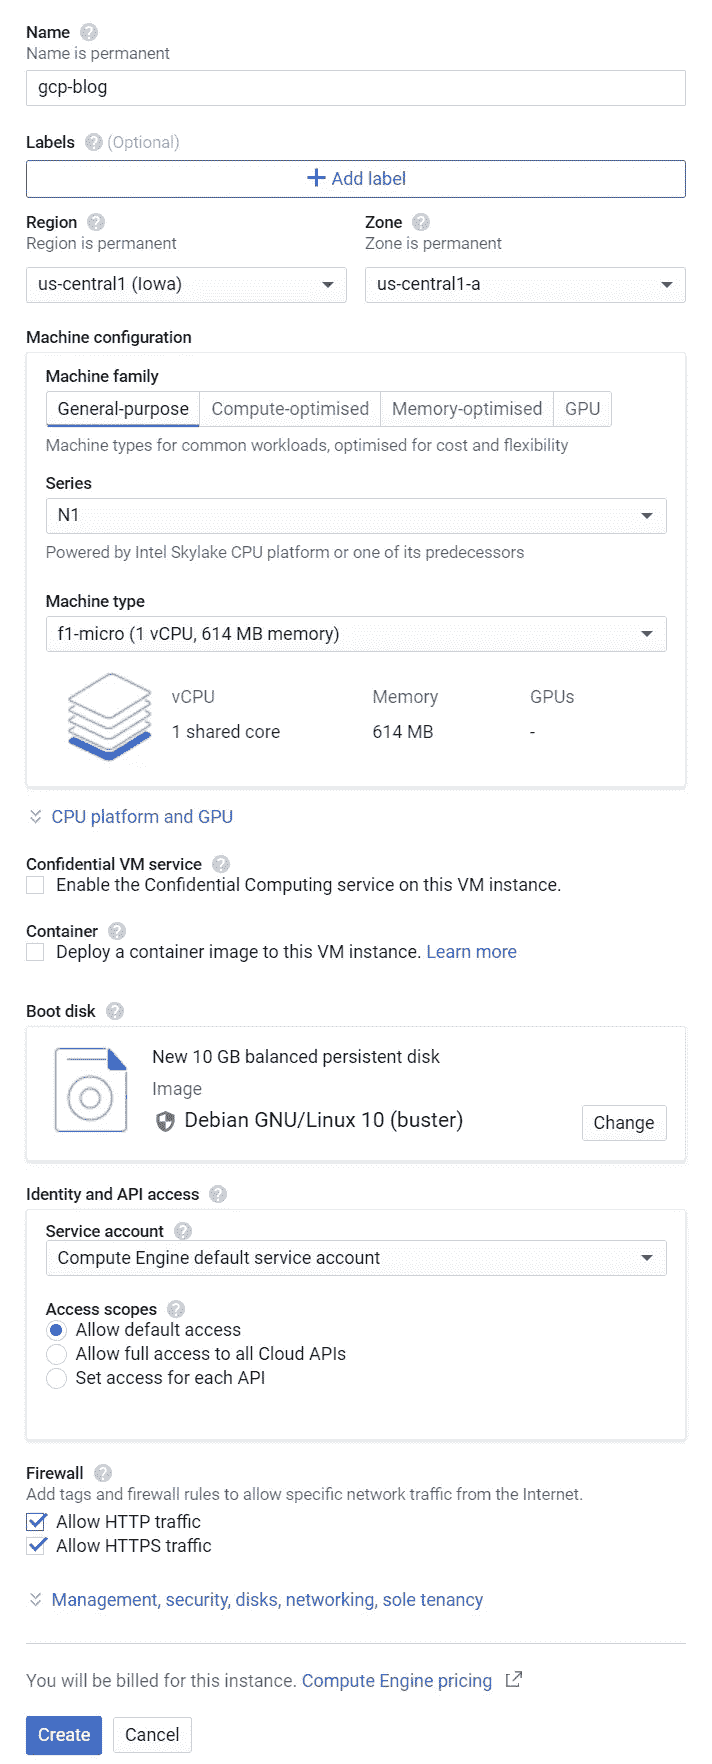 Name
Name is permanent
gcp-blog
Labels (Optional)
Add label
Region Zone
Region is permanent Zone is permanent
us-central1 (Iowa) us-central1-a
Machine configuration
Machine family
General-purpose Compute-optimised Memory-optimised GPU
Machine types for common workloads, optimised for cost and flexibility
Series
N1
Powered by Intel Skylake CPU platform or one of its predecessors
Machine type
f1-micro (1 vCPU, 614 MB memory)
vCPU Memory GPUs
1 shared core 614 MB -
CPU platform and GPU
Confidential VM service
Enable the Confidential Computing service on this VM instance.
Container
Deploy a container image to this VM instance. Learn more
Boot disk
New 10 GB balanced persistent disk
Image
Debian GNU/Linux 10 (buster)
Change
Identity and API access
Service account
Compute Engine default service account
Access scopes
Allow default access
Allow full access to all Cloud APIs
Set access for each API
Firewall
Add tags and firewall rules to allow specific network traffic from the Internet.
Allow HTTP traffic
Allow HTTPS traffic
Management, security, disks, networking, sole tenancy
You will be billed for this instance. Compute Engine pricing
Create Cancel